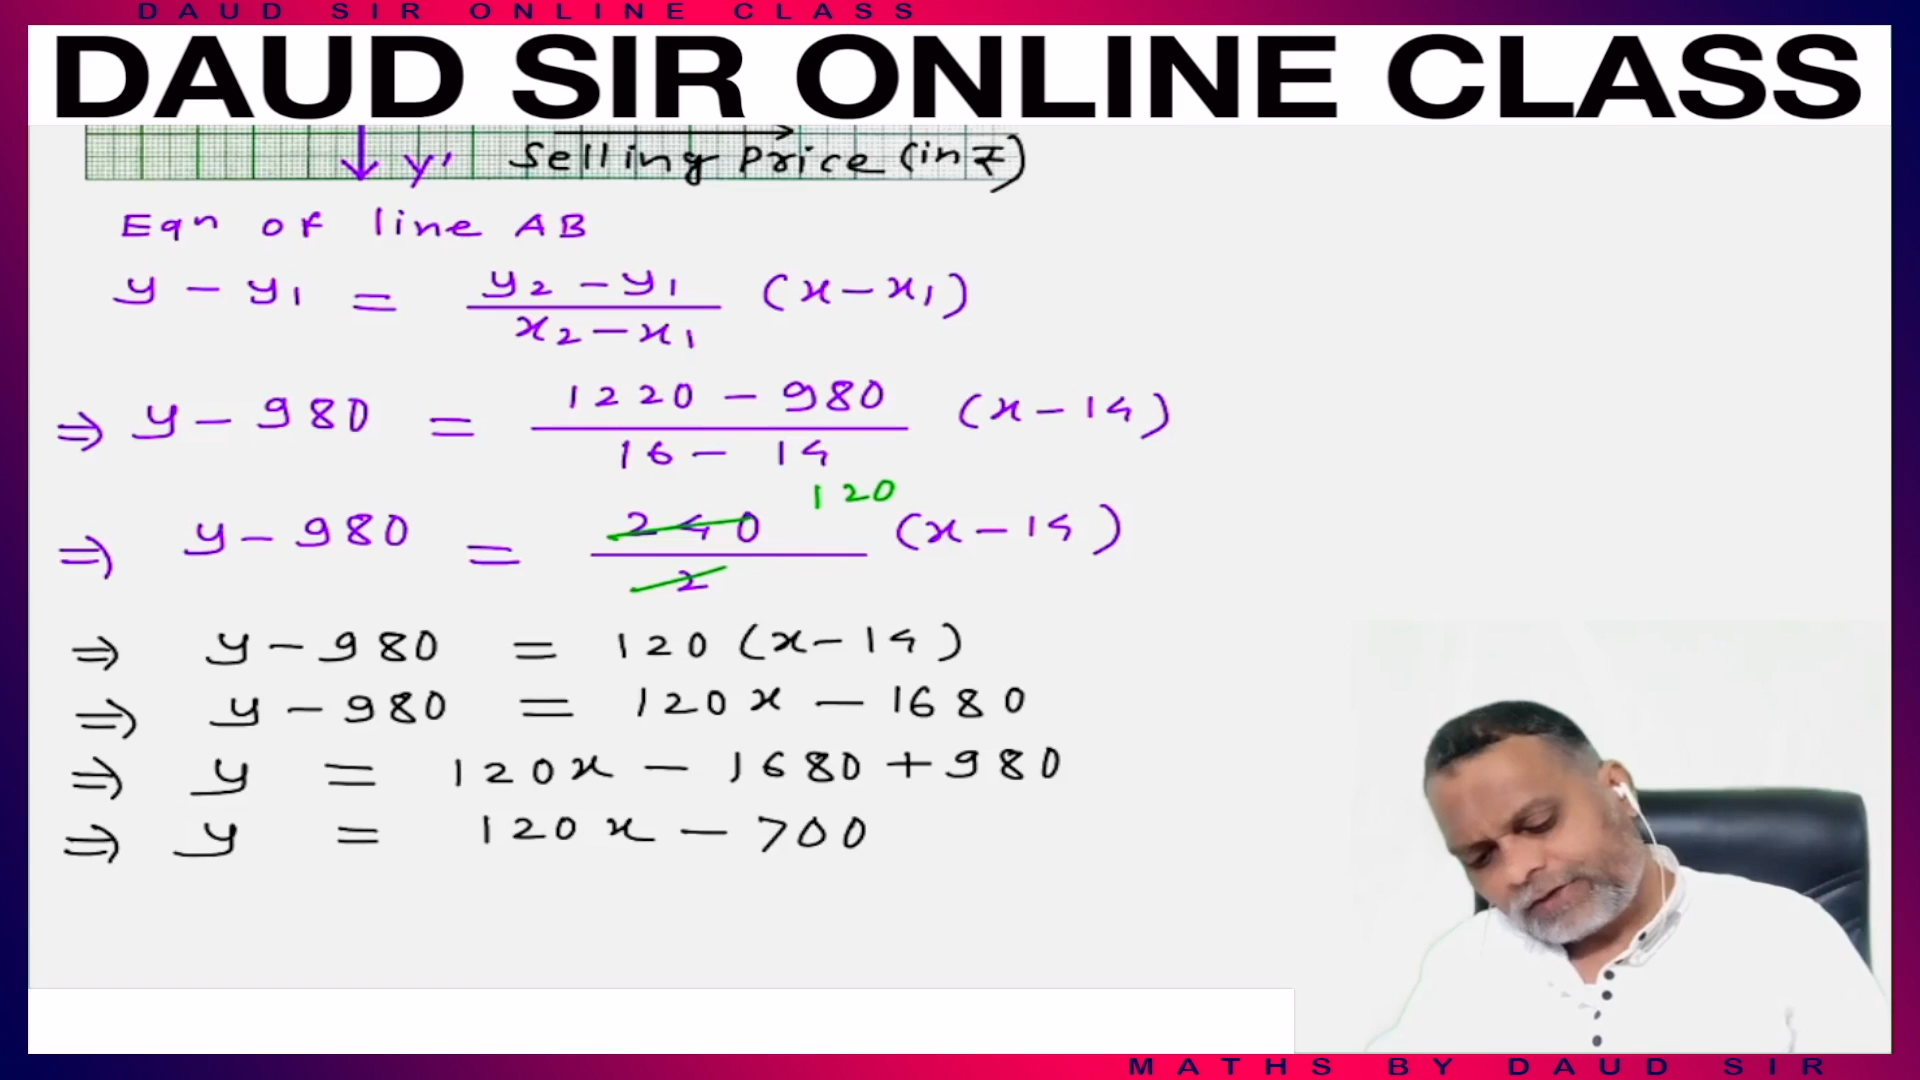 DAUD SIR ONLINE CLASS
DAUD SIR ONLINE CLASS
y' Selling Price (in ₹)
Eqn of line AB
y - y1 = y2 - y1 / x2 - x1 (x - x1)
⇒ y - 980 = 1220 - 980 / 16 - 14 (x - 14)
⇒ y - 980 = 240 / 2 120 (x - 14)
⇒ y - 980 = 120 (x - 14)
⇒ y - 980 = 120x - 1680
⇒ y = 120x - 1680 + 980
⇒ y = 120x - 700
MATHS BY DAUD SIR